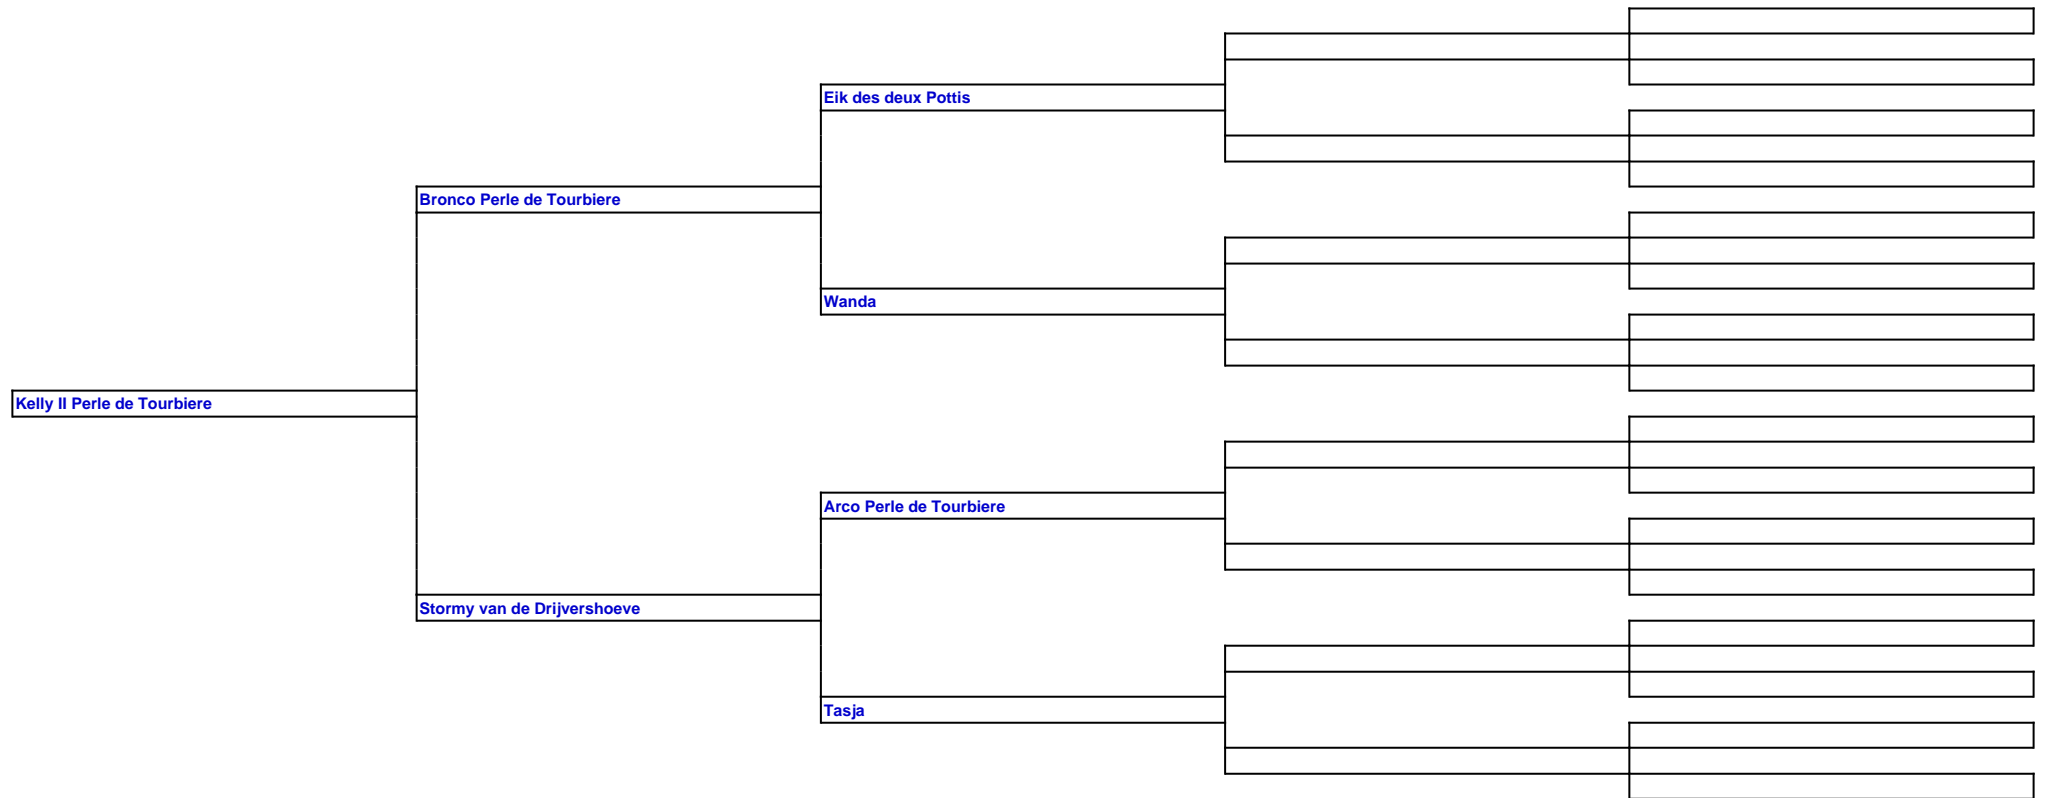 Eik des deux Pottis
Bronco Perle de Tourbiere
Wanda
Kelly II Perle de Tourbiere
Arco Perle de Tourbiere
Stormy van de Drijvershoeve
Tasja